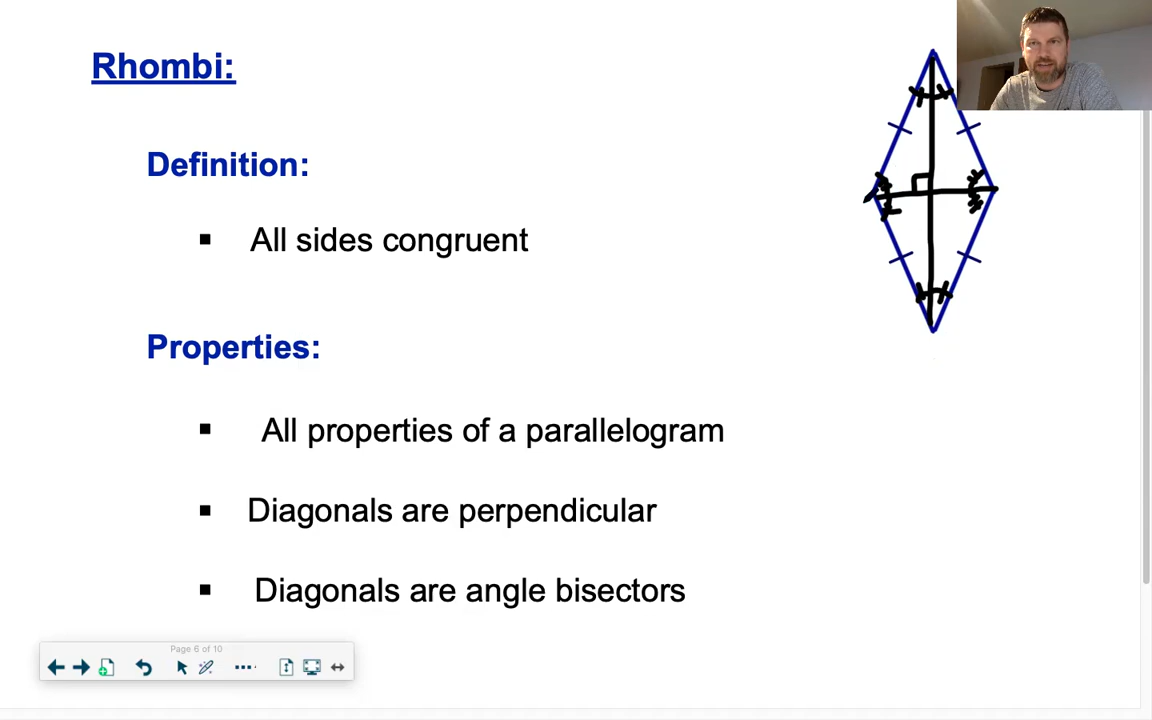 Rhombi:
Definition:
▪ All sides congruent
Properties:
▪ All properties of a parallelogram
▪ Diagonals are perpendicular
▪ Diagonals are angle bisectors
Page 6 of 10